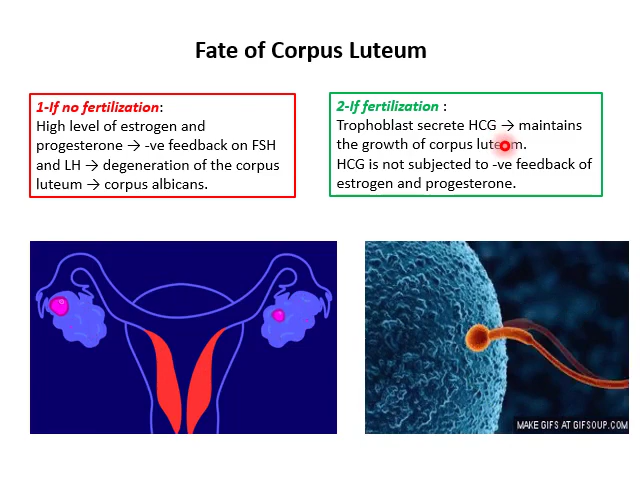 Fate of Corpus Luteum
1-If no fertilization:
High level of estrogen and
progesterone → -ve feedback on FSH
and LH → degeneration of the corpus
luteum → corpus albicans.
2-If fertilization :
Trophoblast secrete HCG → maintains
the growth of corpus luteum.
HCG is not subjected to -ve feedback of
estrogen and progesterone.
MAKE GIFS AT GIFSOUP.COM